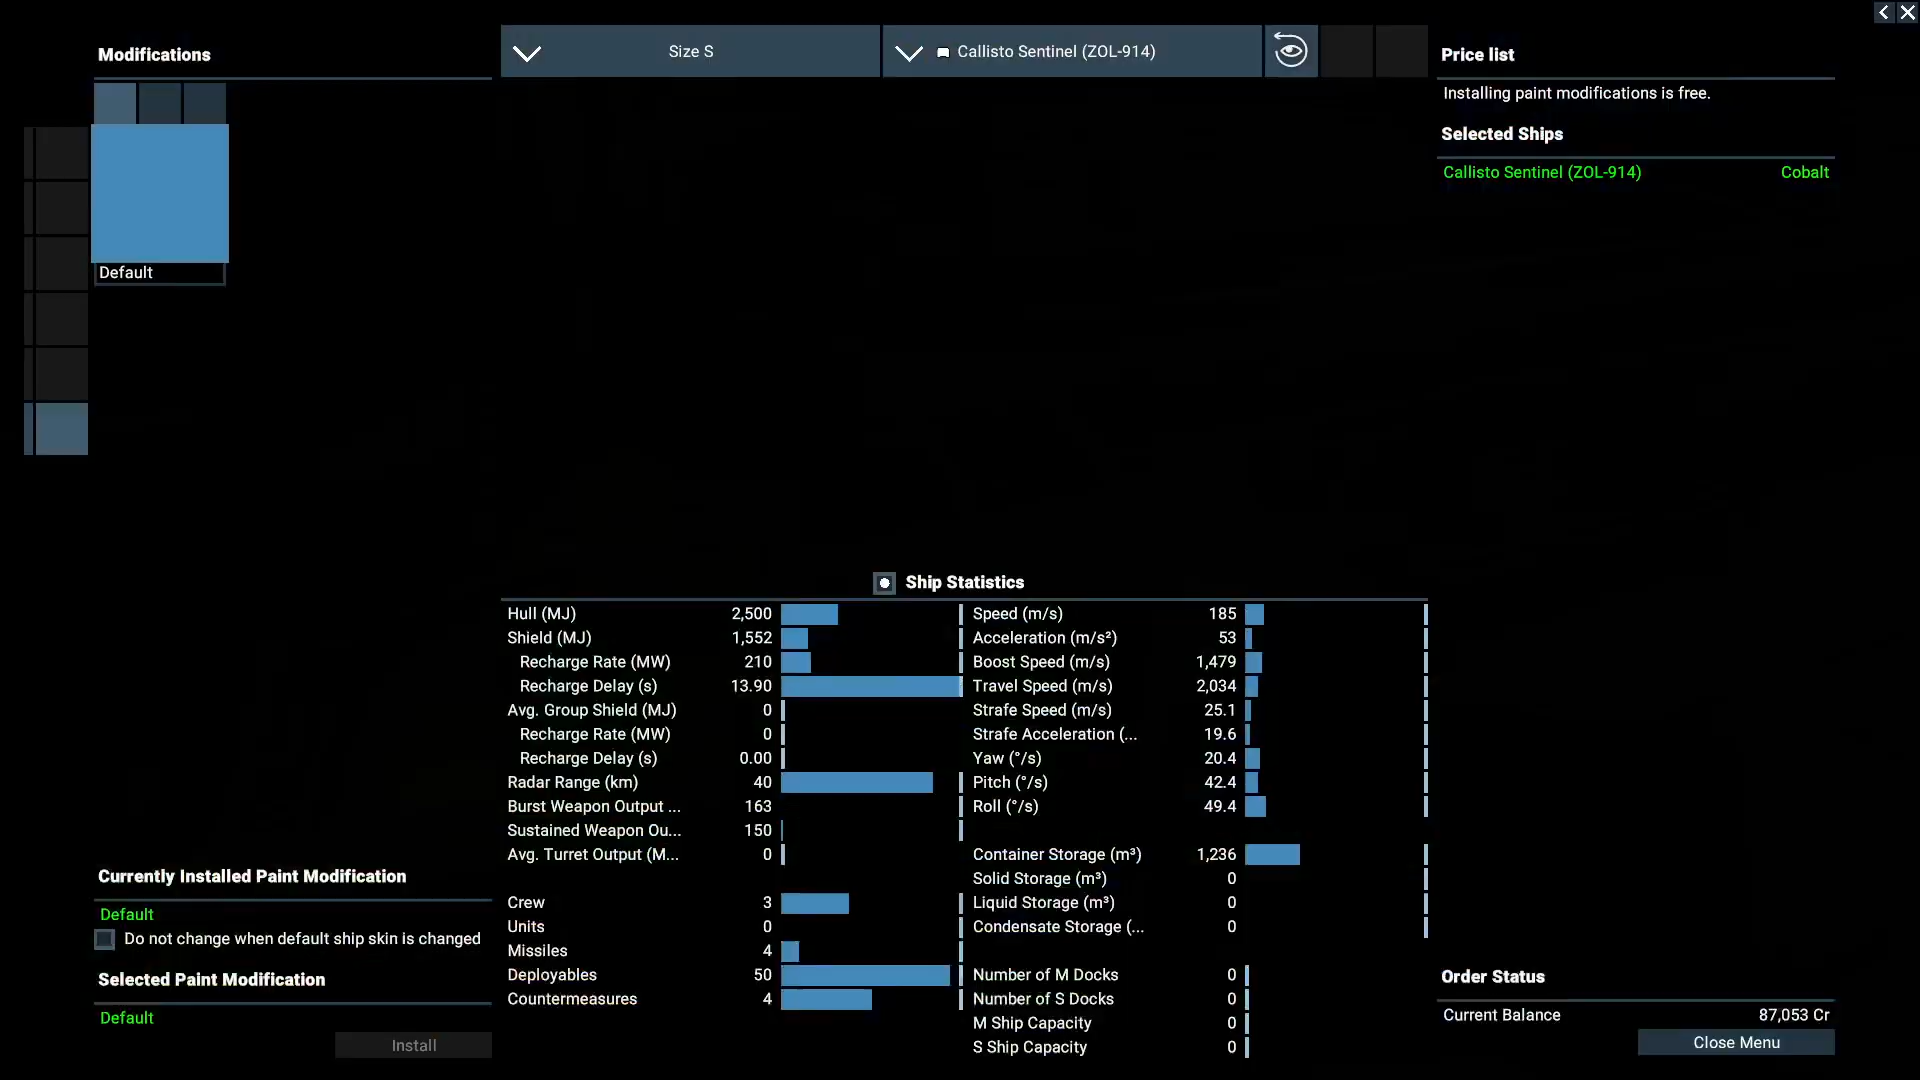 Modifications
Default
Currently Installed Paint Modification
Default
Do not change when default ship skin is changed
Selected Paint Modification
Default
Install
Size S
Callisto Sentinel (ZOL-914)
Ship Statistics
Hull (MJ) 2,500
Shield (MJ) 1,552
Recharge Rate (MW) 210
Recharge Delay (s) 13.90
Avg. Group Shield (MJ) 0
Recharge Rate (MW) 0
Recharge Delay (s) 0.00
Radar Range (km) 40
Burst Weapon Output ... 163
Sustained Weapon Ou... 150
Avg. Turret Output (M... 0
Crew 3
Units 0
Missiles 4
Deployables 50
Countermeasures 4
Speed (m/s) 185
Acceleration (m/s²) 53
Boost Speed (m/s) 1,479
Travel Speed (m/s) 2,034
Strafe Speed (m/s) 25.1
Strafe Acceleration (... 19.6
Yaw (°/s) 20.4
Pitch (°/s) 42.4
Roll (°/s) 49.4
Container Storage (m³) 1,236
Solid Storage (m³) 0
Liquid Storage (m³) 0
Condensate Storage (... 0
Number of M Docks 0
Number of S Docks 0
M Ship Capacity 0
S Ship Capacity 0
Price list
Installing paint modifications is free.
Selected Ships
Callisto Sentinel (ZOL-914) Cobalt
Order Status
Current Balance 87,053 Cr
Close Menu